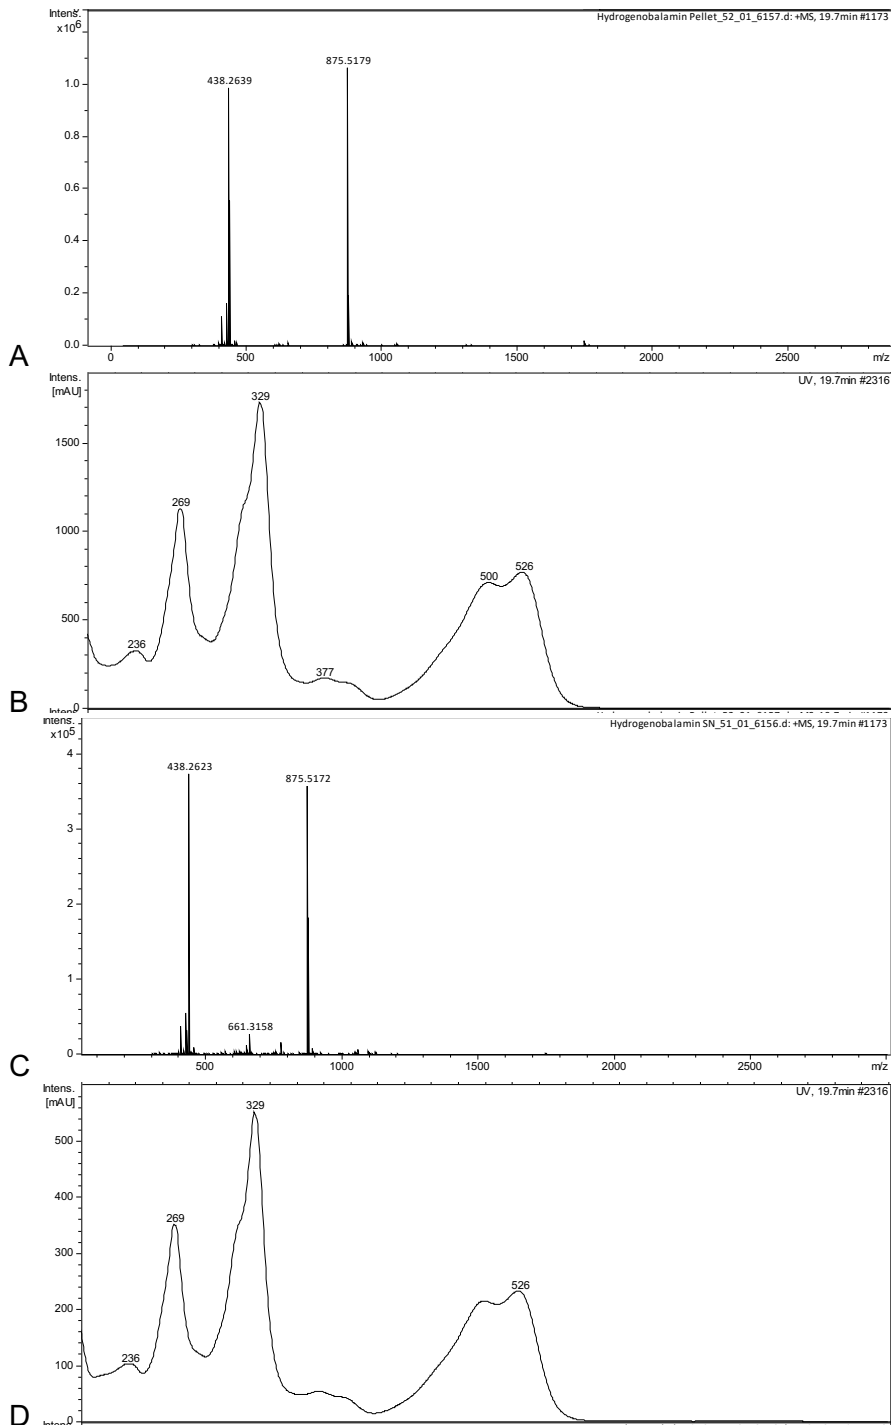 Intens.
x10⁶
Hydrogenobalamin Pellet_52_01_6157.d: +MS, 19.7min #1173
875.5179
438.2639
1.0
0.8
0.6
0.4
0.2
0.0
0 500 1000 1500 2000 2500 m/z
A
Intens.
[mAU]
UV, 19.7min #2316
329
1500
269
1000
526
500
500
236
377
0
B
Intens.
x10⁵
Hydrogenobalamin SN_51_01_6156.d: +MS, 19.7min #1173
4
438.2623
875.5172
3
2
1
661.3158
0
500 1000 1500 2000 2500 m/z
C
Intens.
[mAU]
UV, 19.7min #2316
329
500
400
269
300
526
200
236
100
0
D